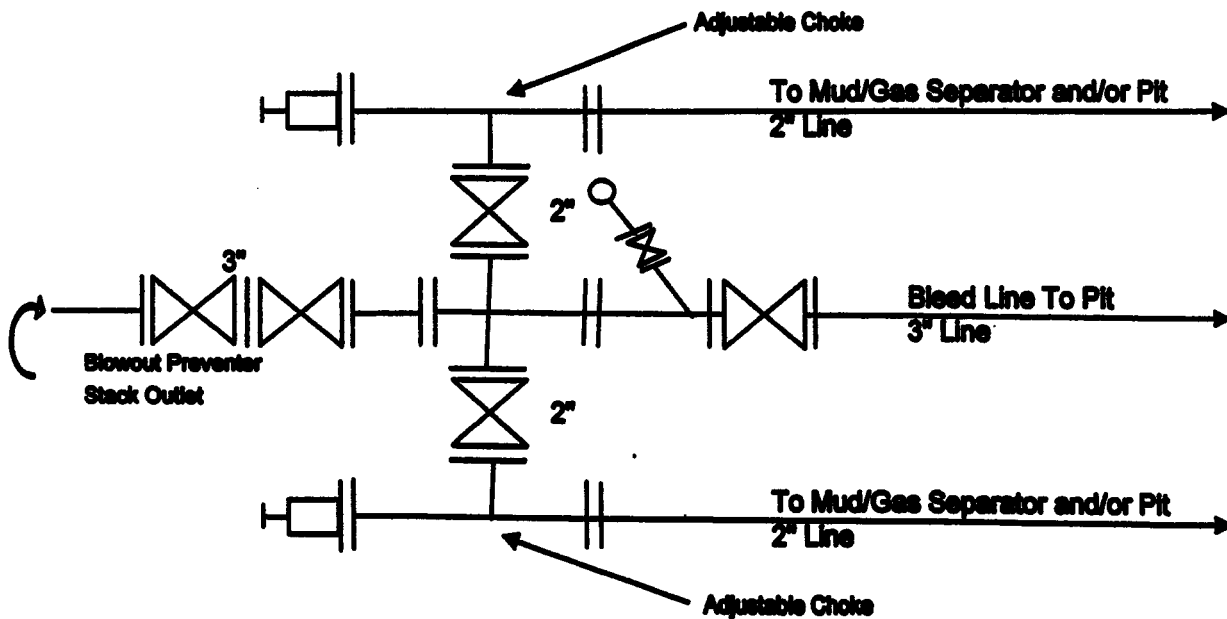 Adjustable Choke
To Mud/Gas Separator and/or Pit
2" Line
2"
3"
Bleed Line To Pit
3" Line
Blowout Preventer
Stack Outlet
2"
To Mud/Gas Separator and/or Pit
2" Line
Adjustable Choke